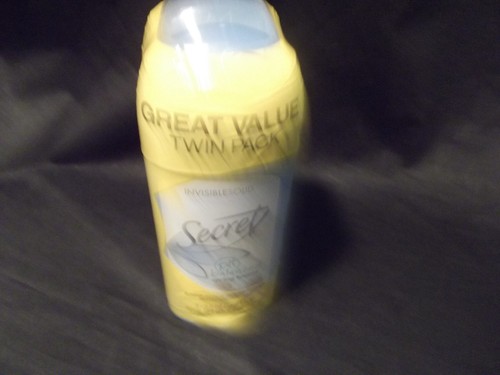 GREAT VALUE
TWIN PACK
INVISIBLE SOLID
Secret